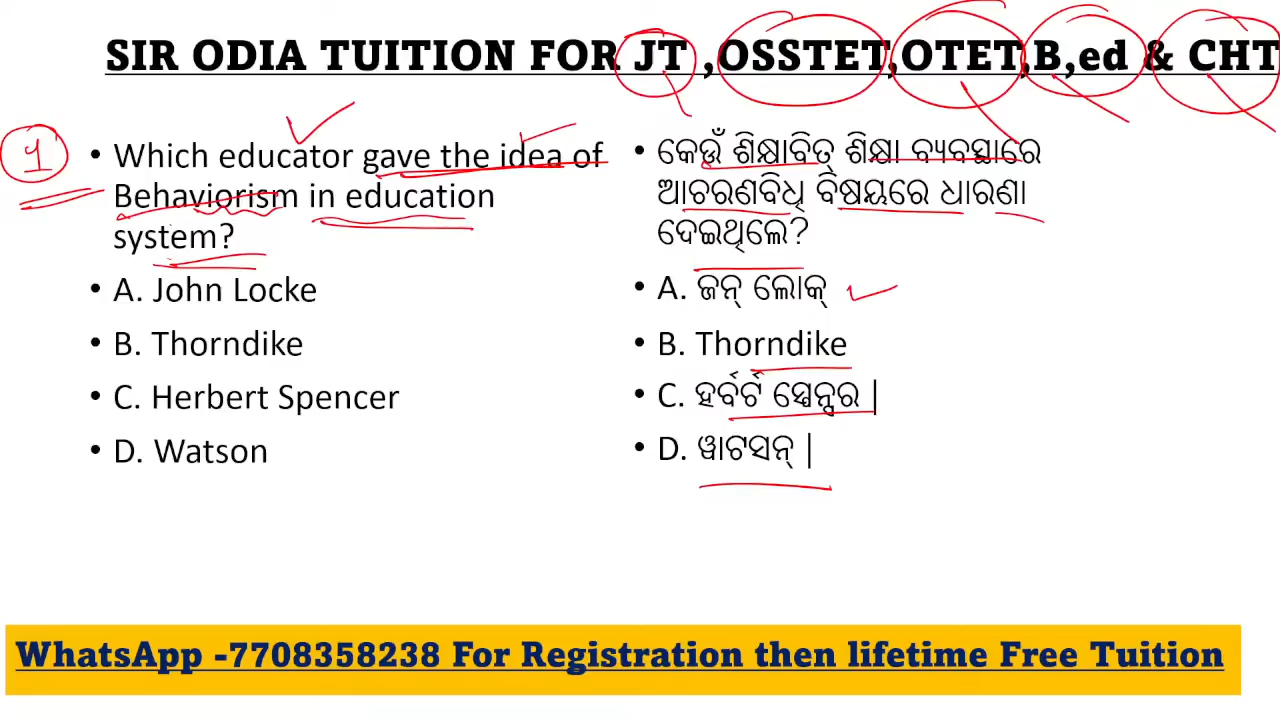 SIR ODIA TUITION FOR JT ,OSSTET,OTET,B,ed & CHT
1
• Which educator gave the idea of
Behaviorism in education
system?
• A. John Locke
• B. Thorndike
• C. Herbert Spencer
• D. Watson
• କେଉଁ ଶିକ୍ଷାବିତ୍ ଶିକ୍ଷା ବ୍ୟବସ୍ଥାରେ
ଆଚରଣବିଧି ବିଷୟରେ ଧାରଣା
ଦେଇଥିଲେ?
• A. ଜନ୍ ଲୋକ୍
• B. Thorndike
• C. ହର୍ବର୍ଟ ସ୍ପେନ୍ସର |
• D. ୱାଟସନ୍ |
WhatsApp -7708358238 For Registration then lifetime Free Tuition